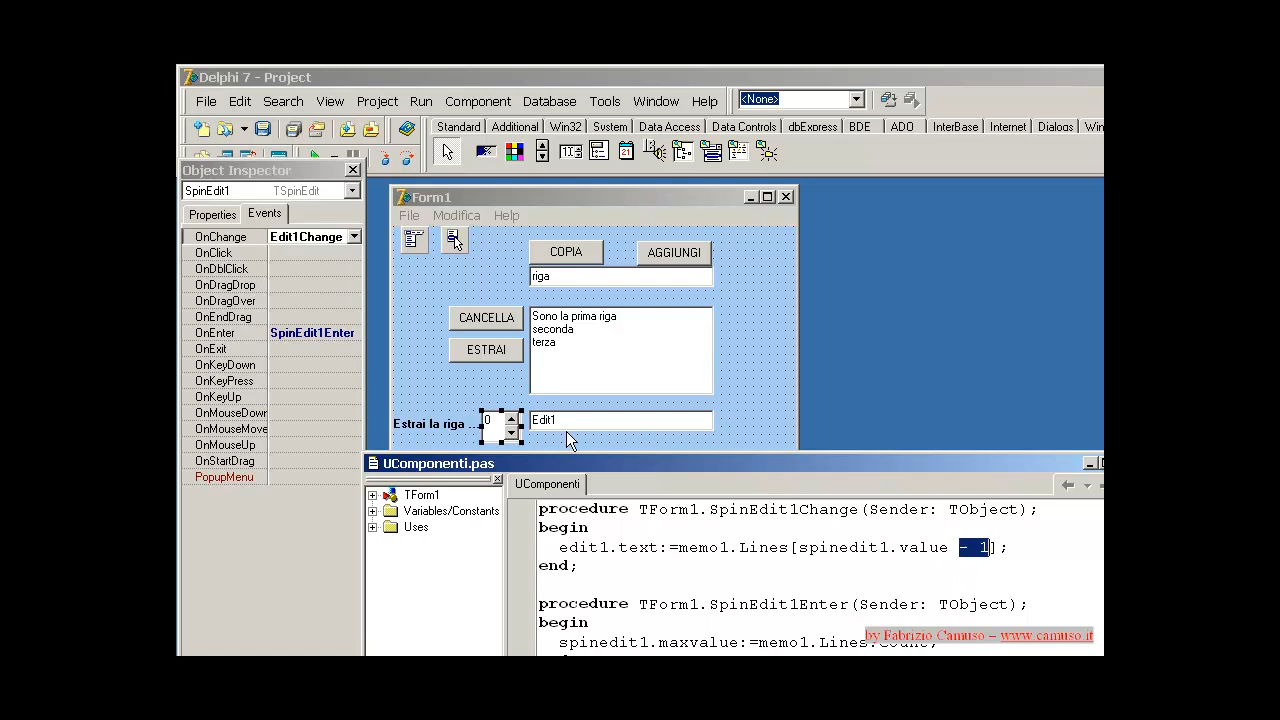 Delphi 7 - Project
File Edit Search View Project Run Component Database Tools Window Help
<None>
Standard Additional Win32 System Data Access Data Controls dbExpress BDE ADO InterBase Internet Dialogs
Object Inspector
SpinEdit1 TSpinEdit
Properties Events
OnChange Edit1Change
OnClick
OnDblClick
OnDragDrop
OnDragOver
OnEndDrag
OnEnter SpinEdit1Enter
OnExit
OnKeyDown
OnKeyPress
OnKeyUp
OnMouseDown
OnMouseMove
OnMouseUp
OnStartDrag
PopupMenu
Form1
File Modifica Help
COPIA AGGIUNGI
riga
CANCELLA
ESTRAI
Sono la prima riga
seconda
terza
Estrai la riga ... 0 Edit1
UComponenti.pas
TForm1
Variables/Constants
Uses
UComponenti
procedure TForm1.SpinEdit1Change(Sender: TObject);
begin
edit1.text:=memo1.Lines[spinedit1.value - 1];
end;
procedure TForm1.SpinEdit1Enter(Sender: TObject);
begin
spinedit1.maxvalue:=memo1.Lines.Count;
by Fabrizio Camuso – www.camuso.it